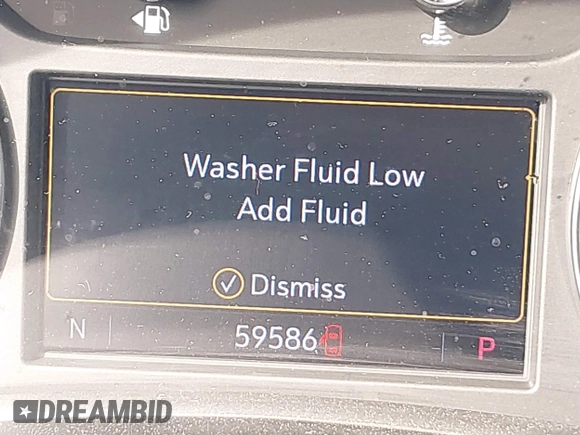 Washer Fluid Low
Add Fluid
Dismiss
N 59586 P
DREAMBID